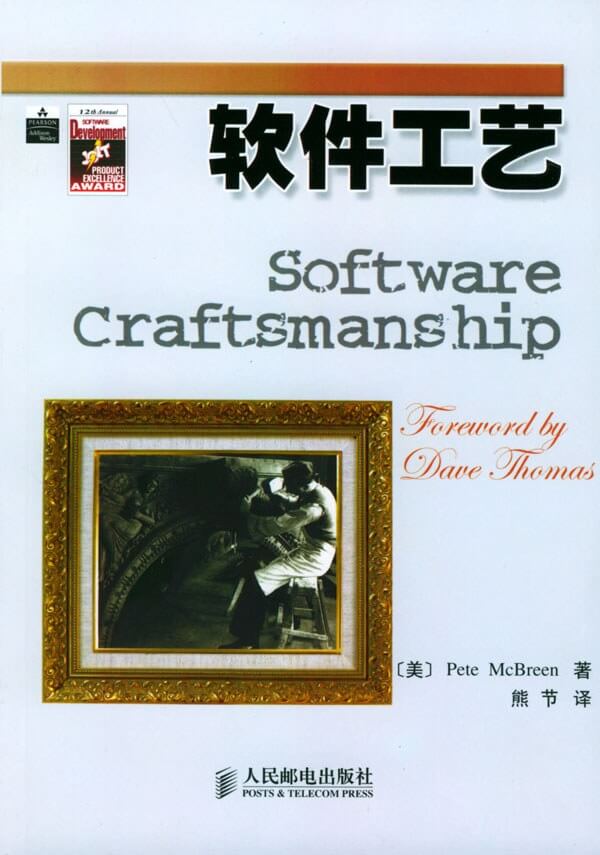 PEARSON
Addison
Wesley
12th Annual
SOFTWARE
Development
JOLT
PRODUCT
EXCELLENCE
AWARD
软件工艺
Software
Craftsmanship
Foreword by
Dave Thomas
〔美〕 Pete McBreen 著
熊节译
人民邮电出版社
POSTS & TELECOM PRESS